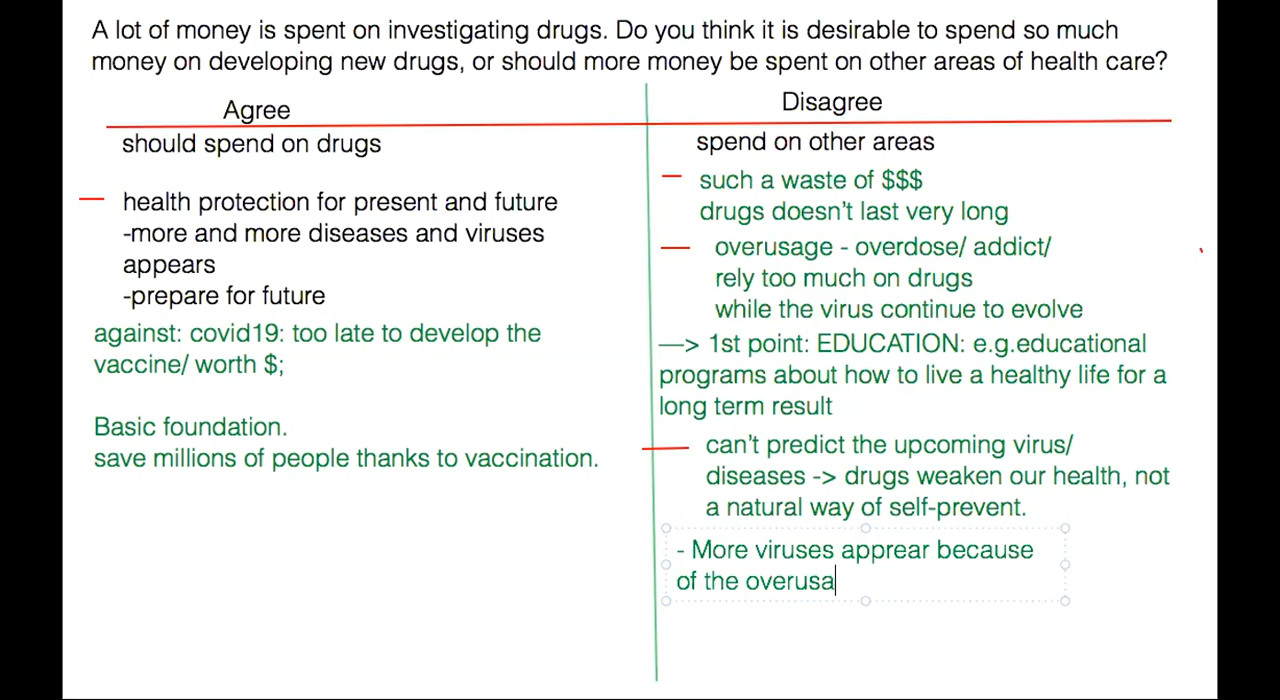 A lot of money is spent on investigating drugs. Do you think it is desirable to spend so much
money on developing new drugs, or should more money be spent on other areas of health care?
Agree
should spend on drugs
health protection for present and future
-more and more diseases and viruses
appears
-prepare for future
against: covid19: too late to develop the
vaccine/ worth $;
Basic foundation.
save millions of people thanks to vaccination.
Disagree
spend on other areas
such a waste of $$$
drugs doesn't last very long
overusage - overdose/ addict/
rely too much on drugs
while the virus continue to evolve
—> 1st point: EDUCATION: e.g.educational
programs about how to live a healthy life for a
long term result
can't predict the upcoming virus/
diseases -> drugs weaken our health, not
a natural way of self-prevent.
- More viruses apprear because
of the overusa